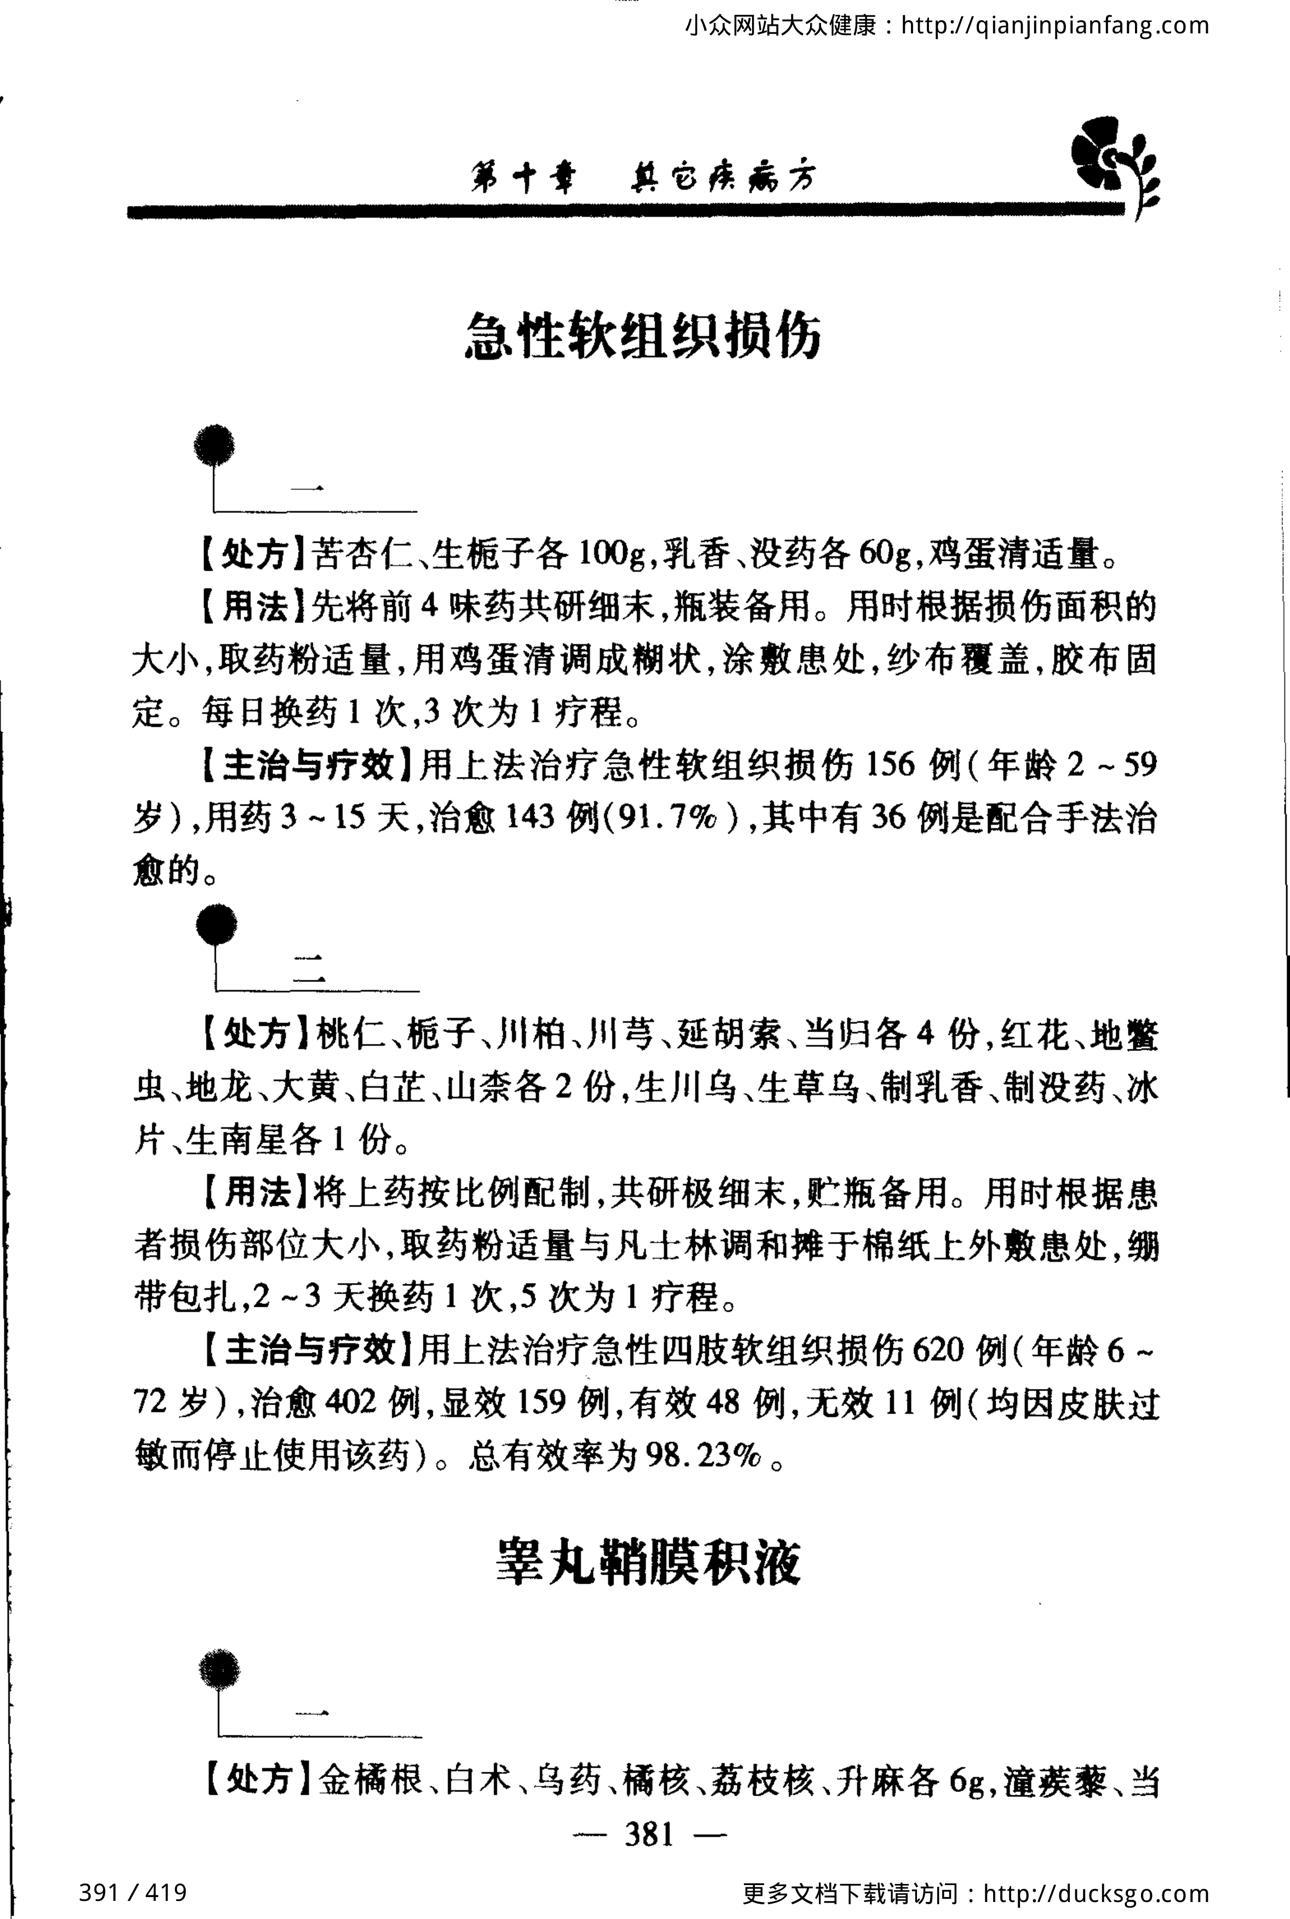 小众网站大众健康：http://qianjinpianfang.com
第十章 其它疾病方
急性软组织损伤
一
【处方】苦杏仁、生栀子各 100g,乳香、没药各 60g,鸡蛋清适量。
【用法】先将前 4 味药共研细末,瓶装备用。用时根据损伤面积的
大小,取药粉适量,用鸡蛋清调成糊状,涂敷患处,纱布覆盖,胶布固
定。每日换药 1 次,3 次为 1 疗程。
【主治与疗效】用上法治疗急性软组织损伤 156 例(年龄 2 ~ 59
岁),用药 3 ~ 15 天,治愈 143 例(91.7%),其中有 36 例是配合手法治
愈的。
二
【处方】桃仁、栀子、川柏、川芎、延胡索、当归各 4 份,红花、地鳖
虫、地龙、大黄、白芷、山柰各 2 份,生川乌、生草乌、制乳香、制没药、冰
片、生南星各 1 份。
【用法】将上药按比例配制,共研极细末,贮瓶备用。用时根据患
者损伤部位大小,取药粉适量与凡士林调和摊于棉纸上外敷患处,绷
带包扎,2 ~ 3 天换药 1 次,5 次为 1 疗程。
【主治与疗效】用上法治疗急性四肢软组织损伤 620 例(年龄 6 ~
72 岁),治愈 402 例,显效 159 例,有效 48 例,无效 11 例(均因皮肤过
敏而停止使用该药)。总有效率为 98.23%。
睾丸鞘膜积液
一
【处方】金橘根、白术、乌药、橘核、荔枝核、升麻各 6g,潼蒺藜、当
— 381 —
391 / 419
更多文档下载请访问：http://ducksgo.com